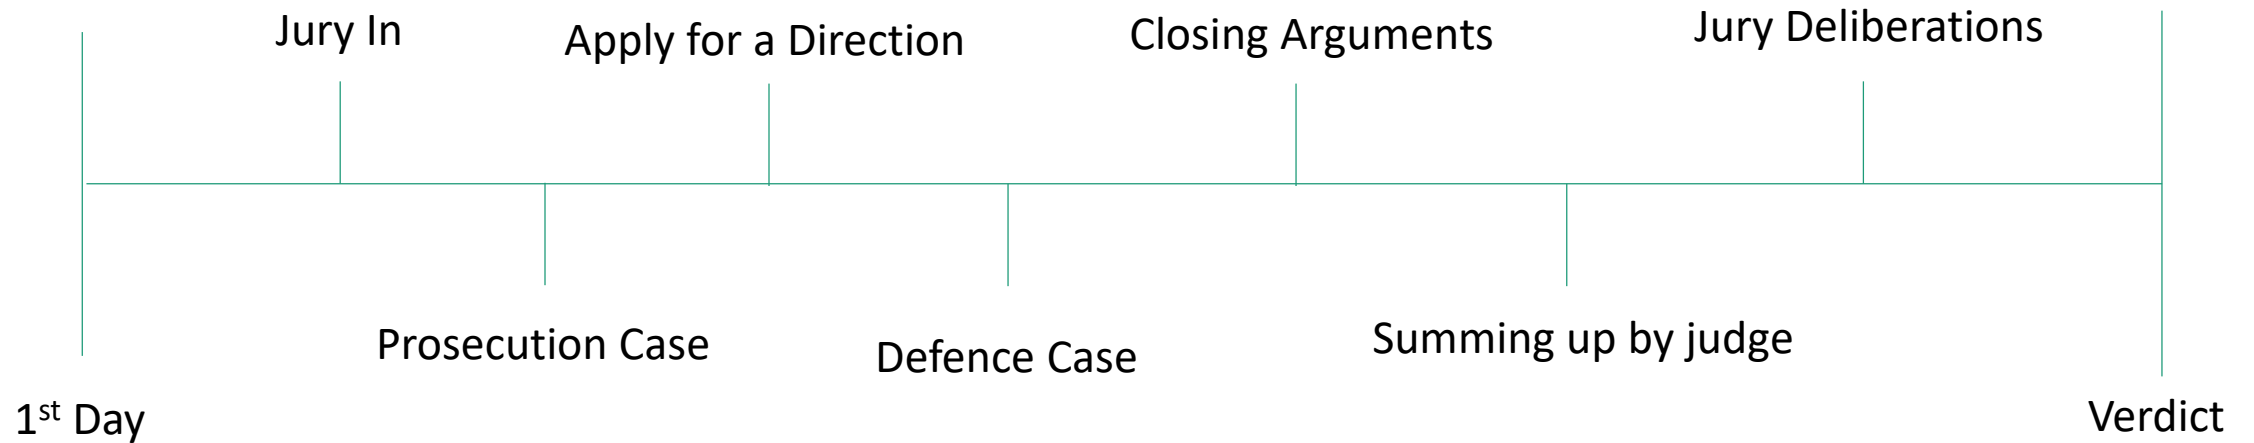 Jury In
Apply for a Direction
Closing Arguments
Jury Deliberations
Prosecution Case
Defence Case
Summing up by judge
1st Day
Verdict